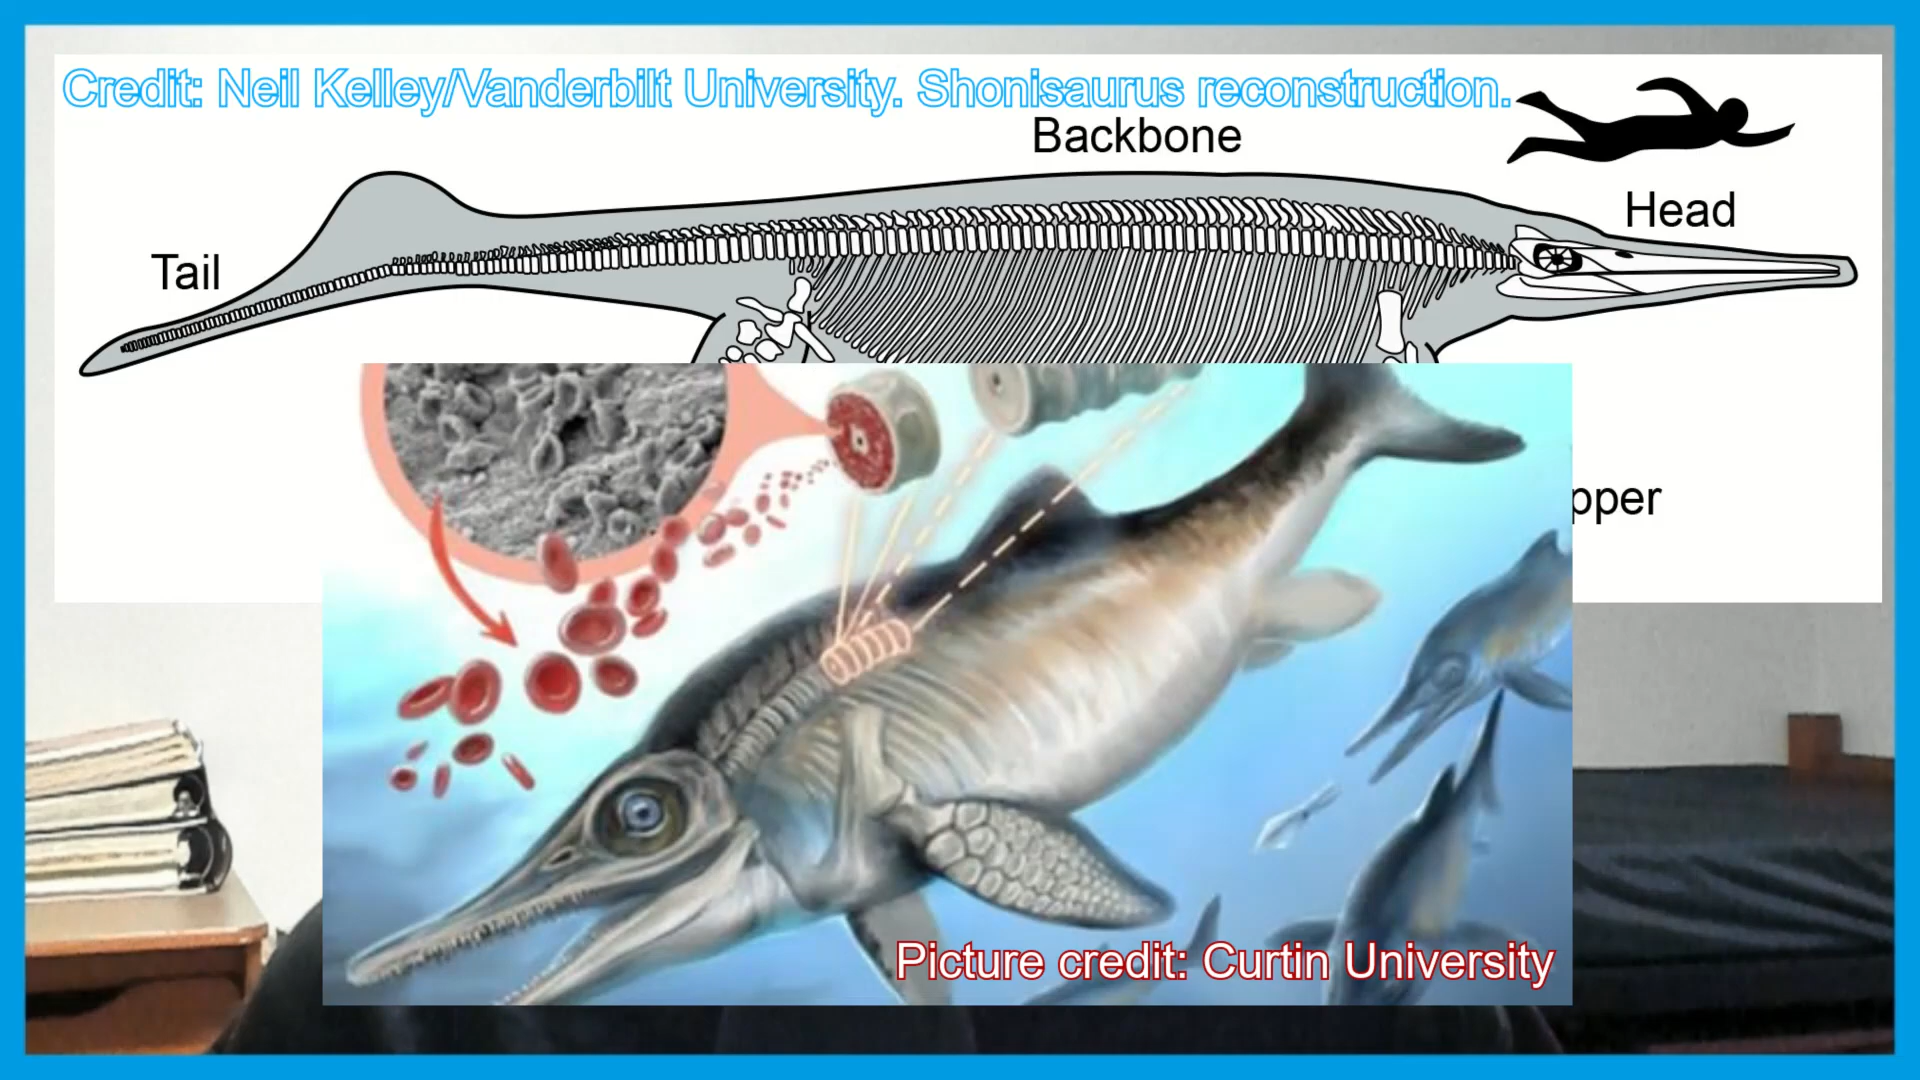 Credit: Neil Kelley/Vanderbilt University. Shonisaurus reconstruction.
Backbone
Head
Tail
pper
Picture credit: Curtin University